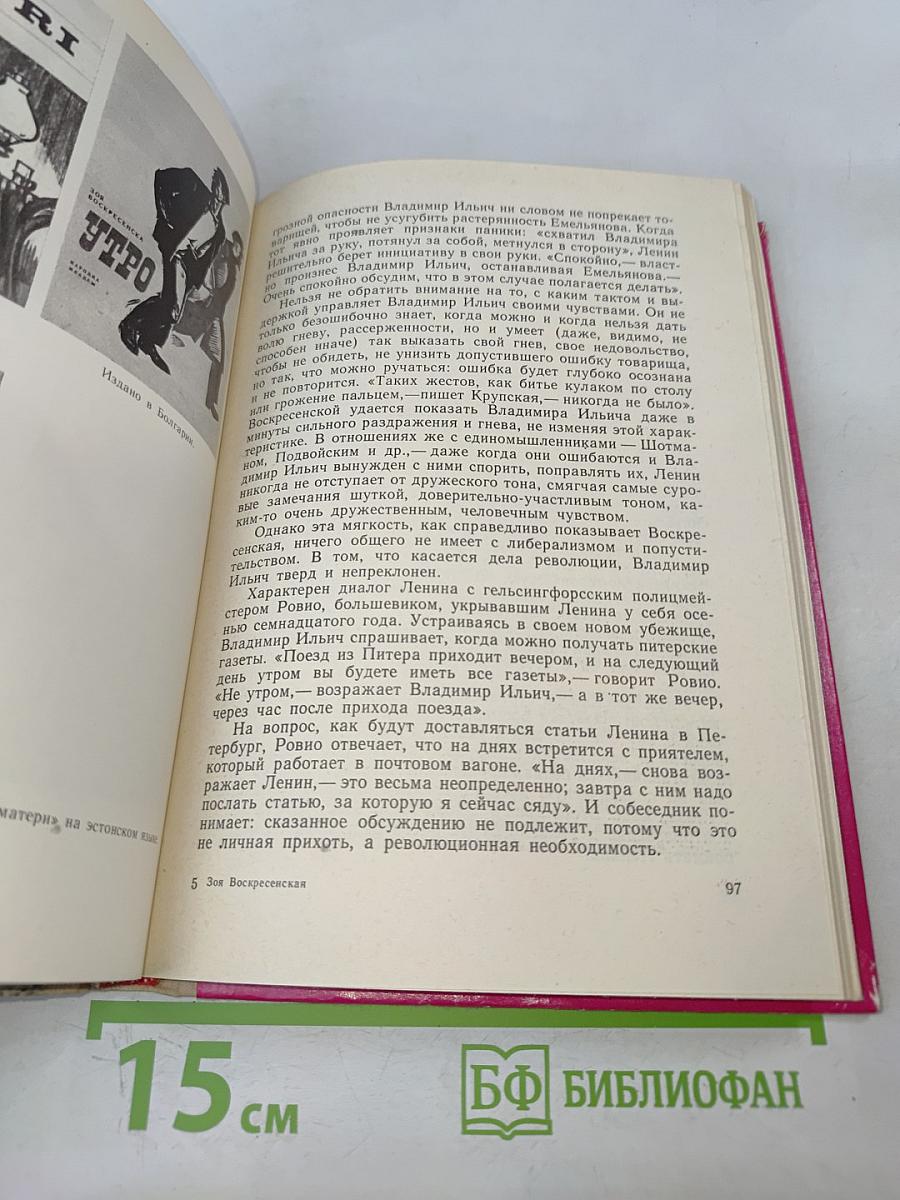 RI
ЗОЯ
ВОСКРЕСЕНСКА
УТРО
НАРОДНА
МЛАДЕЖ
Издано в Болгарии.
матери» на эстонском языке
грозной опасности Владимир Ильич ни словом не попрекает то-
варищей, чтобы не усугубить растерянность Емельянова. Когда
тот явно проявляет признаки паники: «схватил Владимира
Ильича за руку, потянул за собой, метнулся в сторону», Ленин
решительно берет инициативу в свои руки. «Спокойно,— власт-
но произнес Владимир Ильич, останавливая Емельянова.—
Очень спокойно обсудим, что в этом случае полагается делать».
Нельзя не обратить внимание на то, с каким тактом и вы-
держкой управляет Владимир Ильич своими чувствами. Он не
только безошибочно знает, когда можно и когда нельзя дать
волю гневу, рассерженности, но и умеет (даже, видимо, не
способен иначе) так выказать свой гнев, свое недовольство,
чтобы не обидеть, не унизить допустившего ошибку товарища,
но так, что можно ручаться: ошибка будет глубоко осознана
и не повторится. «Таких жестов, как битье кулаком по столу
или грожение пальцем,—пишет Крупская,— никогда не было».
Воскресенской удается показать Владимира Ильича даже в
минуты сильного раздражения и гнева, не изменяя этой харак-
теристике. В отношениях же с единомышленниками — Шотма-
ном, Подвойским и др.,— даже когда они ошибаются и Вла-
димир Ильич вынужден с ними спорить, поправлять их, Ленин
никогда не отступает от дружеского тона, смягчая самые суро-
вые замечания шуткой, доверительно-участливым тоном, ка-
ким-то очень дружественным, человечным чувством.
Однако эта мягкость, как справедливо показывает Воскре-
сенская, ничего общего не имеет с либерализмом и попусти-
тельством. В том, что касается дела революции, Владимир
Ильич тверд и непреклонен.
Характерен диалог Ленина с гельсингфорсским полицмей-
стером Ровио, большевиком, укрывавшим Ленина у себя осе-
нью семнадцатого года. Устраиваясь в своем новом убежище,
Владимир Ильич спрашивает, когда можно получать питерские
газеты. «Поезд из Питера приходит вечером, и на следующий
день утром вы будете иметь все газеты»,— говорит Ровио.
«Не утром,— возражает Владимир Ильич,— а в тот же вечер,
через час после прихода поезда».
На вопрос, как будут доставляться статьи Ленина в Пе-
тербург, Ровио отвечает, что на днях встретится с приятелем,
который работает в почтовом вагоне. «На днях,— снова воз-
ражает Ленин,— это весьма неопределенно; завтра с ним надо
послать статью, за которую я сейчас сяду». И собеседник по-
нимает: сказанное обсуждению не подлежит, потому что это
не личная прихоть, а революционная необходимость.
5 Зоя Воскресенская
97
15 см
БФ БИБЛИОФАН